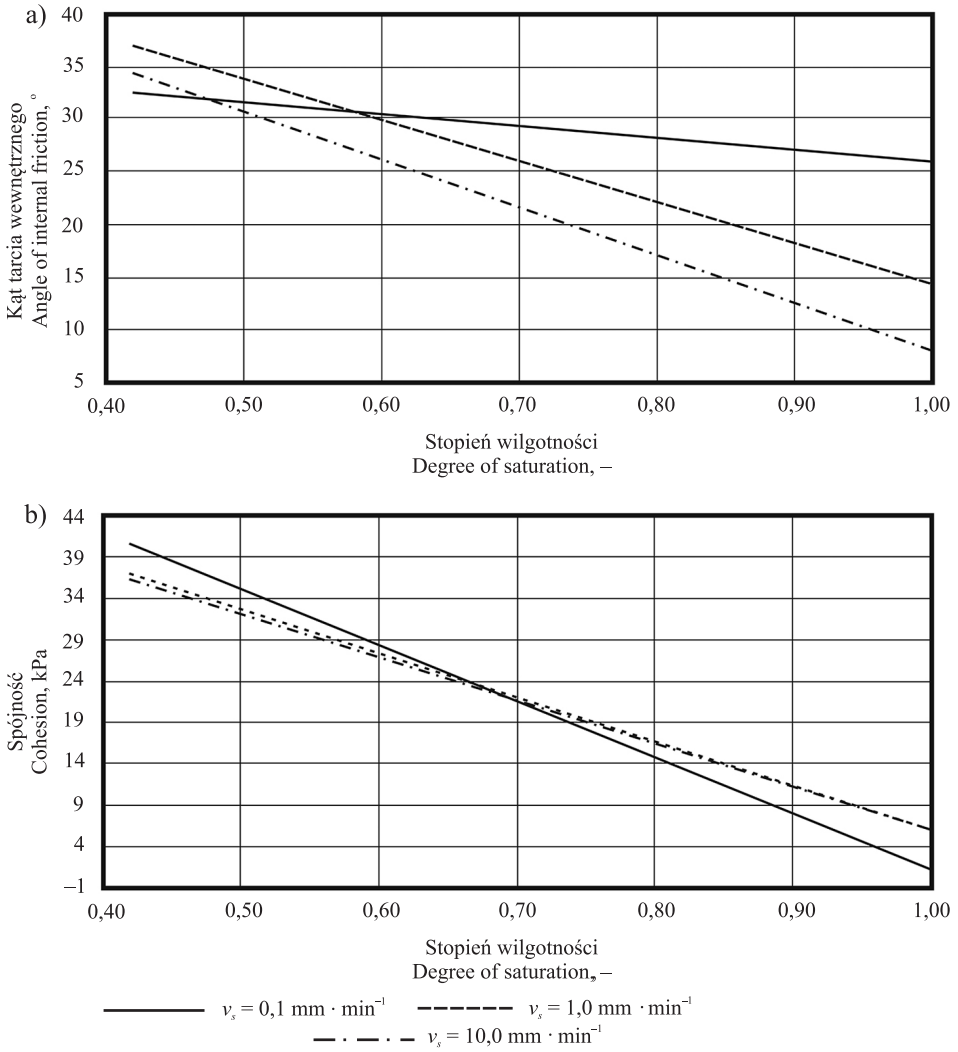 a)
40
35
30
25
20
15
10
5
Kąt tarcia wewnętrznego
Angle of internal friction, °
0,40 0,50 0,60 0,70 0,80 0,90 1,00
Stopień wilgotności
Degree of saturation, –
b)
44
39
34
29
24
19
14
9
4
–1
Spójność
Cohesion, kPa
0,40 0,50 0,60 0,70 0,80 0,90 1,00
Stopień wilgotności
Degree of saturation,, –
vs = 0,1 mm · min–1 vs = 1,0 mm · min–1
vs = 10,0 mm · min–1